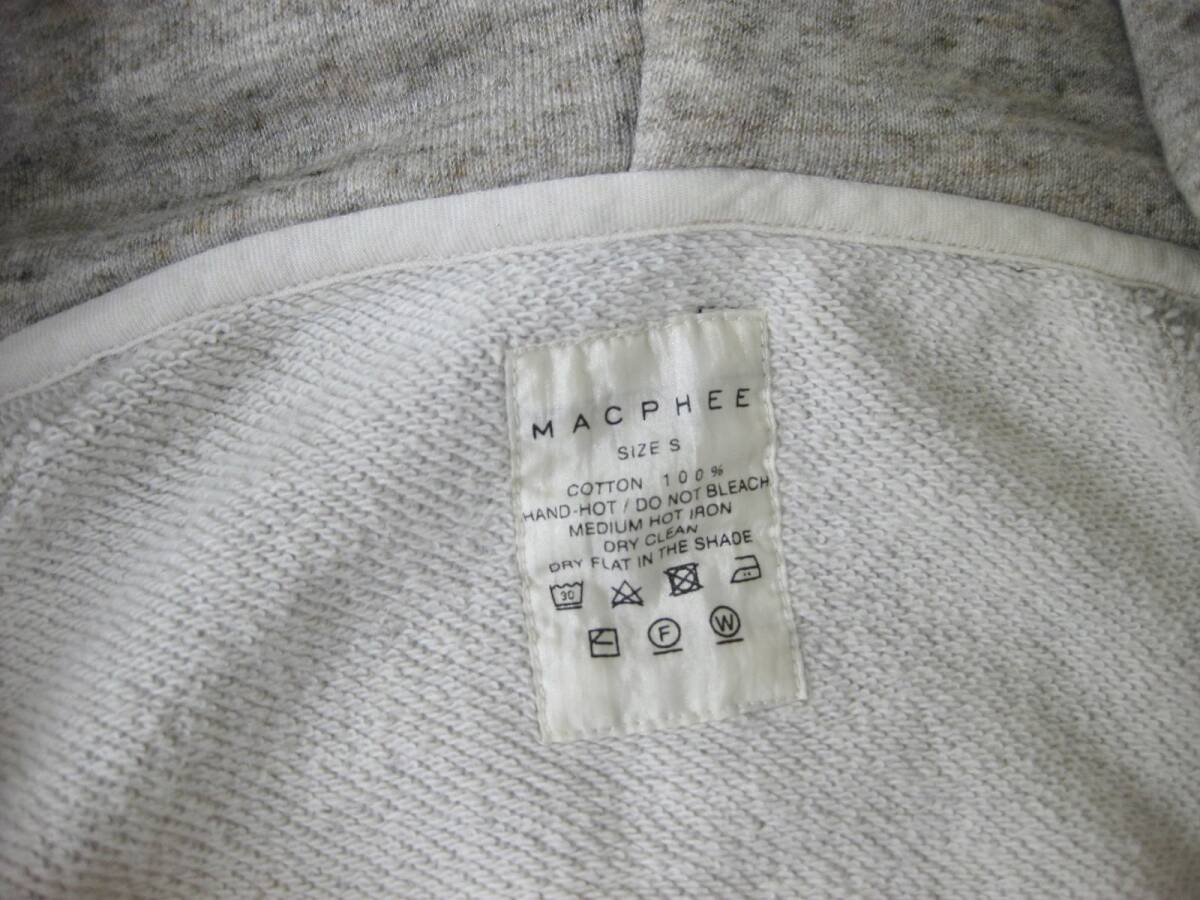 MACPHEE
SIZE S
COTTON 100%
HAND-HOT / DO NOT BLEACH
MEDIUM HOT IRON
DRY CLEAN
DRY FLAT IN THE SHADE
30
F W